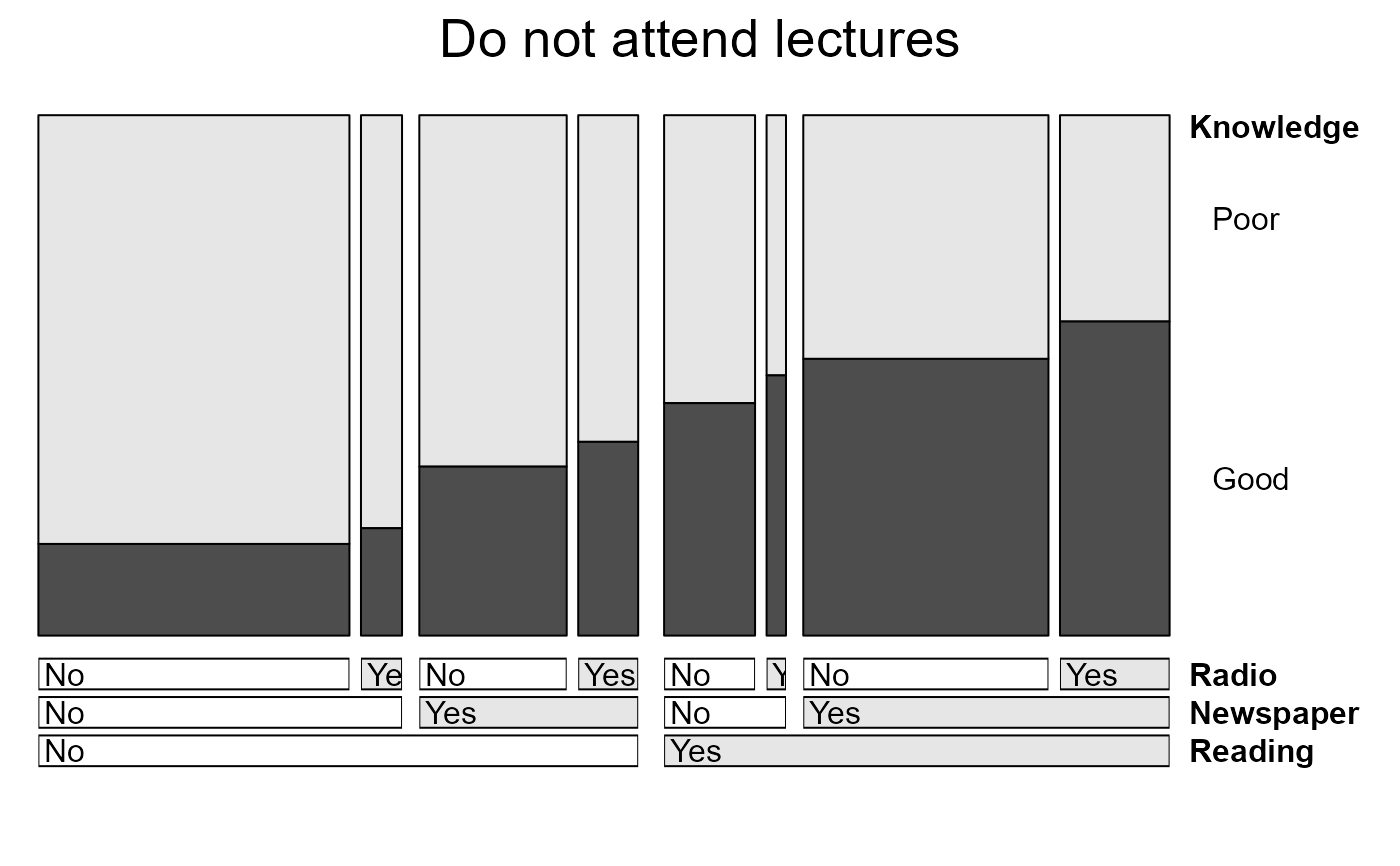 Do not attend lectures
Knowledge
Poor
Good
No Ye No Yes No Y No Yes Radio
No Yes No Yes Newspaper
No Yes Reading